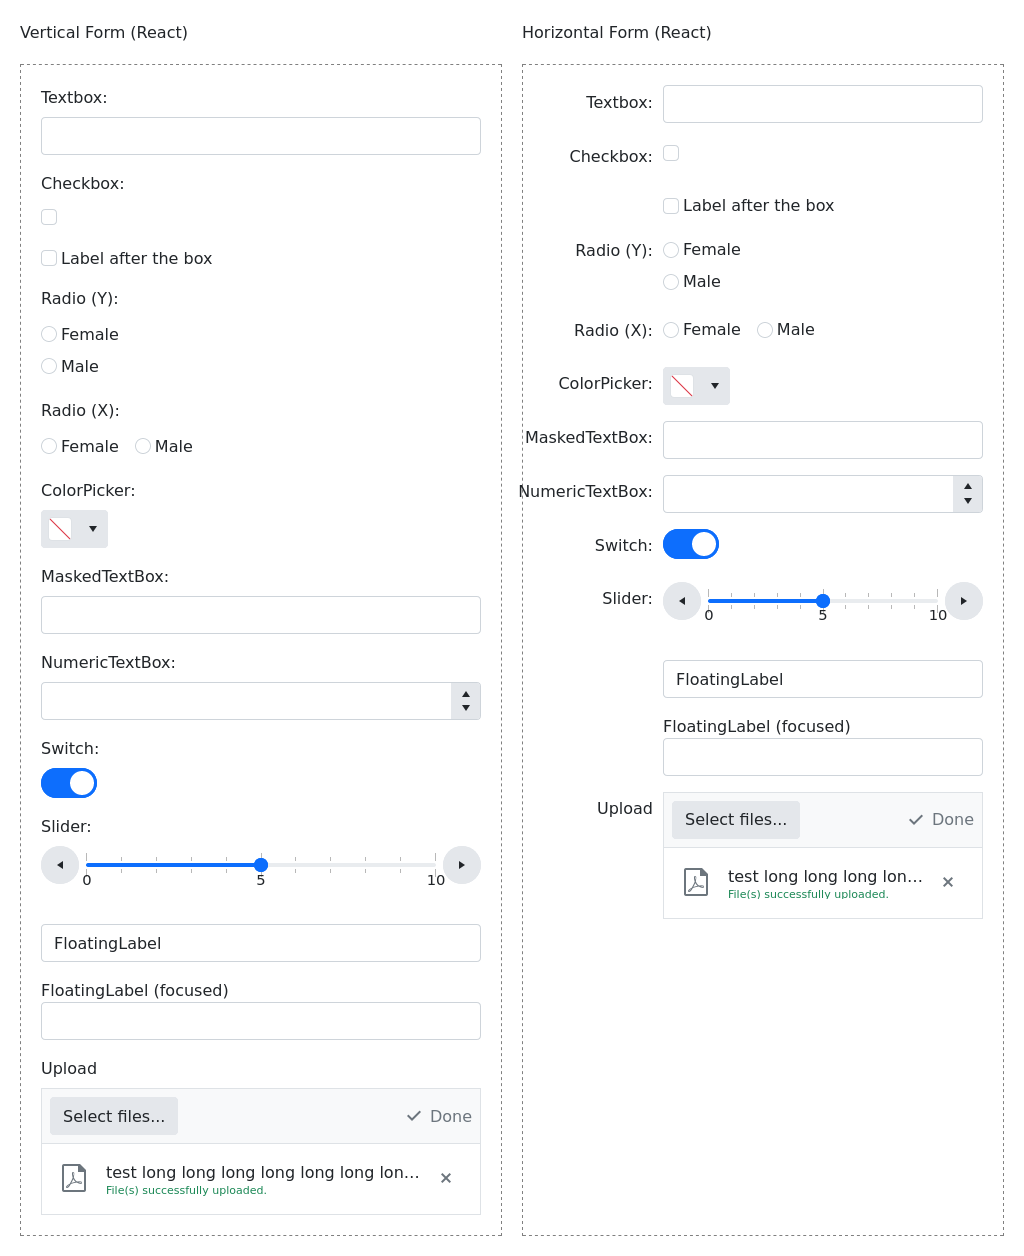 Vertical Form (React)
Textbox:
Checkbox:
Label after the box
Radio (Y):
Female
Male
Radio (X):
Female Male
ColorPicker:
MaskedTextBox:
NumericTextBox:
Switch:
Slider:
0 5 10
FloatingLabel
FloatingLabel (focused)
Upload
Select files... Done
test long long long long long long lon...
File(s) successfully uploaded.
Horizontal Form (React)
Textbox:
Checkbox:
Label after the box
Radio (Y): Female
Male
Radio (X): Female Male
ColorPicker:
MaskedTextBox:
NumericTextBox:
Switch:
Slider:
0 5 10
FloatingLabel
FloatingLabel (focused)
Upload Select files... Done
test long long long lon...
File(s) successfully uploaded.